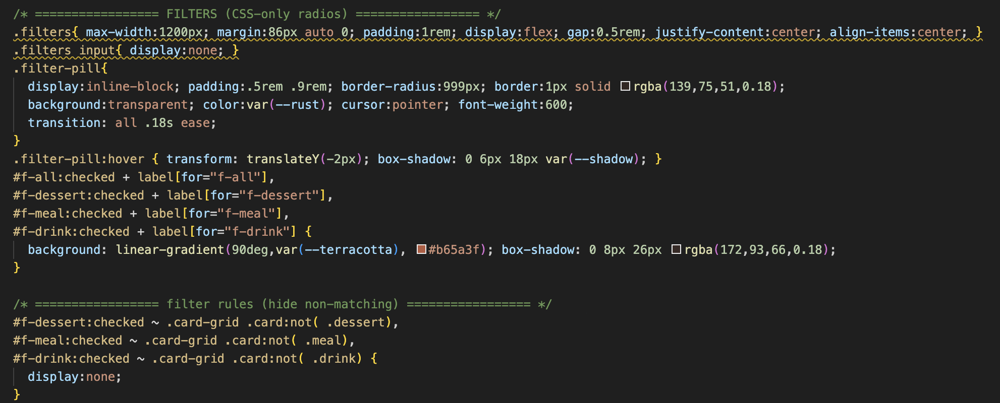 /* ================= FILTERS (CSS-only radios) ================= */
.filters{ max-width:1200px; margin:86px auto 0; padding:1rem; display:flex; gap:0.5rem; justify-content:center; align-items:center; }
.filters input{ display:none; }
.filter-pill{
  display:inline-block; padding:.5rem .9rem; border-radius:999px; border:1px solid rgba(139,75,51,0.18);
  background:transparent; color:var(--rust); cursor:pointer; font-weight:600;
  transition: all .18s ease;
}
.filter-pill:hover { transform: translateY(-2px); box-shadow: 0 6px 18px var(--shadow); }
#f-all:checked + label[for="f-all"],
#f-dessert:checked + label[for="f-dessert"],
#f-meal:checked + label[for="f-meal"],
#f-drink:checked + label[for="f-drink"] {
  background: linear-gradient(90deg,var(--terracotta), #b65a3f); box-shadow: 0 8px 26px rgba(172,93,66,0.18);
}
/* ================= filter rules (hide non-matching) ================= */
#f-dessert:checked ~ .card-grid .card:not( .dessert),
#f-meal:checked ~ .card-grid .card:not( .meal),
#f-drink:checked ~ .card-grid .card:not( .drink) {
  display:none;
}